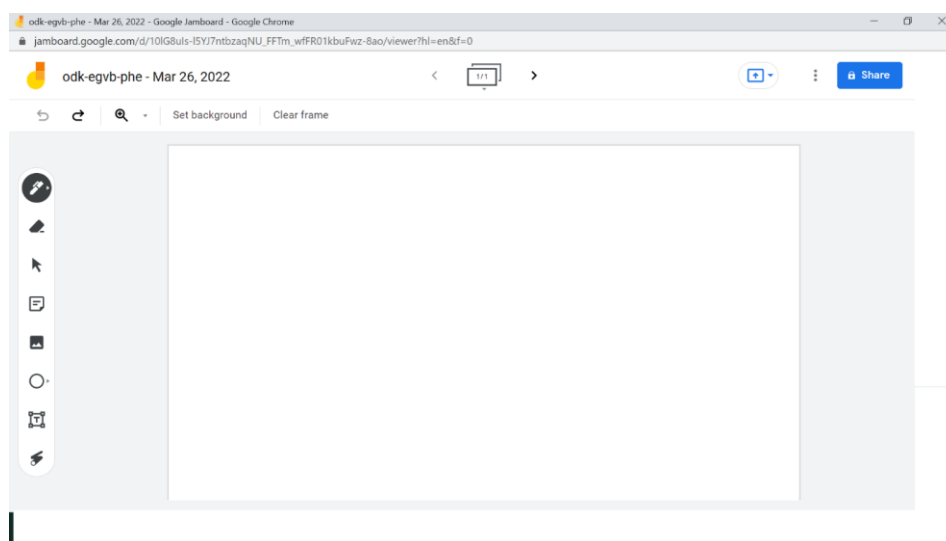 odk-egvb-phe - Mar 26, 2022 - Google Jamboard - Google Chrome
jamboard.google.com/d/10IG8uIs-I5YJ7ntbzaqNU_FFTm_wfFR01kbuFwz-8ao/viewer?hl=en&f=0
odk-egvb-phe - Mar 26, 2022
1/1
Share
Set background Clear frame